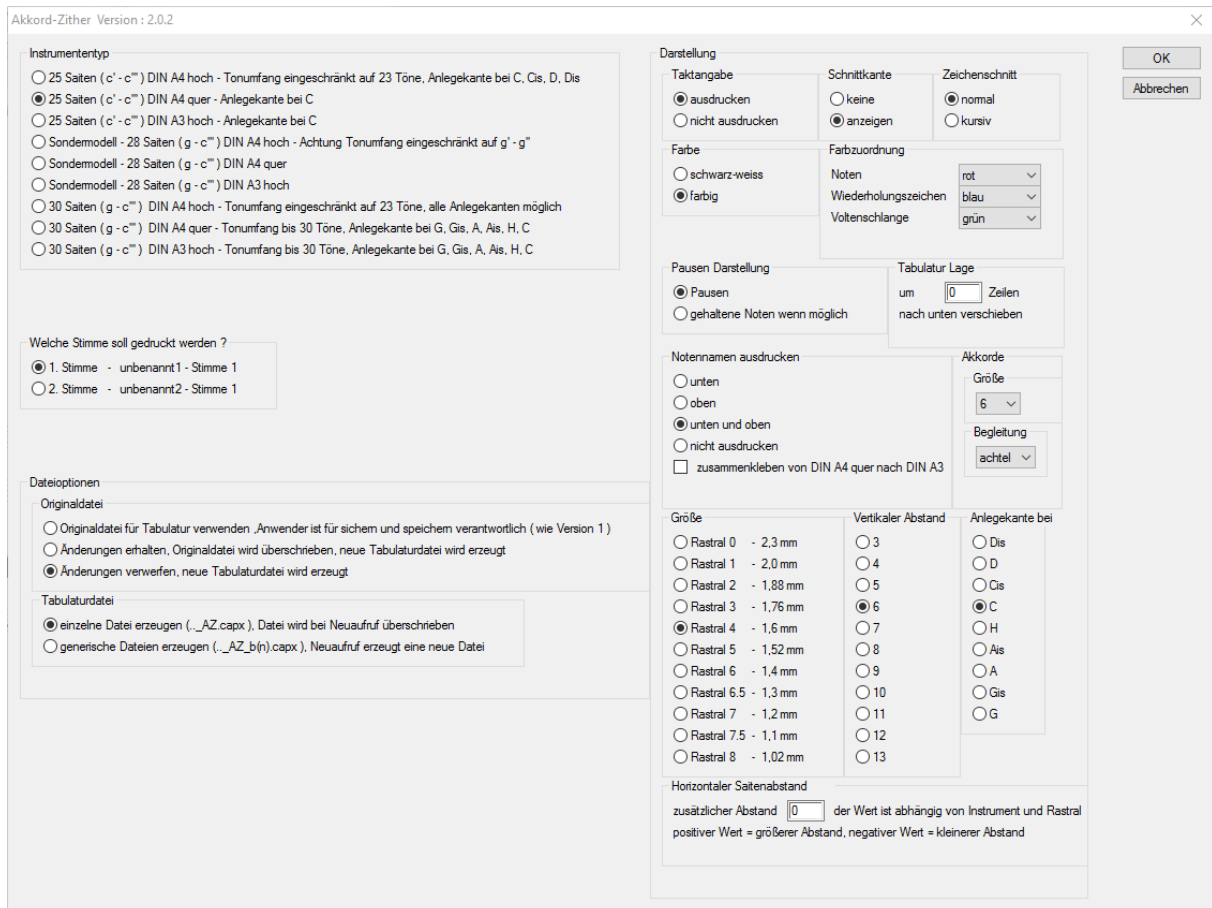 Akkord-Zither Version : 2.0.2
Instrumententyp
25 Saiten ( c' - c''' ) DIN A4 hoch - Tonumfang eingeschränkt auf 23 Töne, Anlegekante bei C, Cis, D, Dis
25 Saiten ( c' - c''' ) DIN A4 quer - Anlegekante bei C
25 Saiten ( c' - c''' ) DIN A3 hoch - Anlegekante bei C
Sondermodell - 28 Saiten ( g - c''' ) DIN A4 hoch - Achtung Tonumfang eingeschränkt auf g' - g''
Sondermodell - 28 Saiten ( g - c''' ) DIN A4 quer
Sondermodell - 28 Saiten ( g - c''' ) DIN A3 hoch
30 Saiten ( g - c''' ) DIN A4 hoch - Tonumfang eingeschränkt auf 23 Töne, alle Anlegekanten möglich
30 Saiten ( g - c''' ) DIN A4 quer - Tonumfang bis 30 Töne, Anlegekante bei G, Gis, A, Ais, H, C
30 Saiten ( g - c''' ) DIN A3 hoch - Tonumfang bis 30 Töne, Anlegekante bei G, Gis, A, Ais, H, C
Welche Stimme soll gedruckt werden ?
1. Stimme - unbenannt1 - Stimme 1
2. Stimme - unbenannt2 - Stimme 1
Dateioptionen
Originaldatei
Originaldatei für Tabulatur verwenden ,Anwender ist für sichern und speichern verantwortlich ( wie Version 1 )
Änderungen erhalten, Originaldatei wird überschrieben, neue Tabulaturdatei wird erzeugt
Änderungen verwerfen, neue Tabulaturdatei wird erzeugt
Tabulaturdatei
einzelne Datei erzeugen (.._AZ.capx ), Datei wird bei Neuaufruf überschrieben
generische Dateien erzeugen (.._AZ_b(n).capx ), Neuaufruf erzeugt eine neue Datei
Darstellung
Taktangabe
ausdrucken
nicht ausdrucken
Schnittkante
keine
anzeigen
Zeichenschnitt
normal
kursiv
Farbe
schwarz-weiss
farbig
Farbzuordnung
Noten rot
Wiederholungszeichen blau
Voltenschlange grün
Pausen Darstellung
Pausen
gehaltene Noten wenn möglich
Tabulatur Lage
um 0 Zeilen
nach unten verschieben
Notennamen ausdrucken
unten
oben
unten und oben
nicht ausdrucken
zusammenkleben von DIN A4 quer nach DIN A3
Akkorde
Größe
6
Begleitung
achtel
Größe
Rastral 0 - 2,3 mm
Rastral 1 - 2,0 mm
Rastral 2 - 1,88 mm
Rastral 3 - 1,76 mm
Rastral 4 - 1,6 mm
Rastral 5 - 1,52 mm
Rastral 6 - 1,4 mm
Rastral 6.5 - 1,3 mm
Rastral 7 - 1,2 mm
Rastral 7.5 - 1,1 mm
Rastral 8 - 1,02 mm
Vertikaler Abstand
3
4
5
6
7
8
9
10
11
12
13
Anlegekante bei
Dis
D
Cis
C
H
Ais
A
Gis
G
Horizontaler Saitenabstand
zusätzlicher Abstand 0 der Wert ist abhängig von Instrument und Rastral
positiver Wert = größerer Abstand, negativer Wert = kleinerer Abstand
OK
Abbrechen